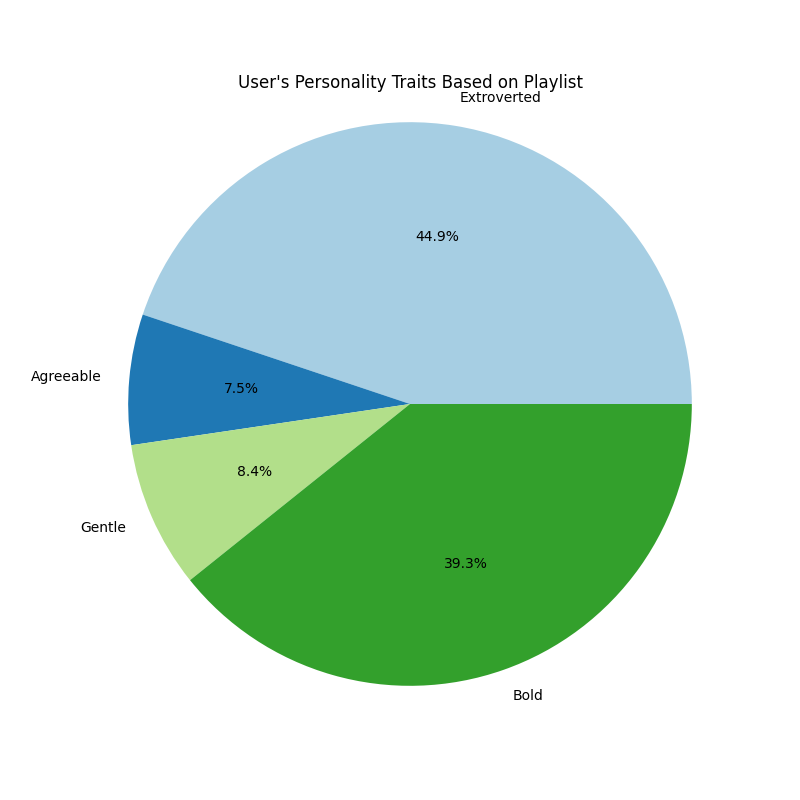 User's Personality Traits Based on Playlist
Extroverted
44.9%
Agreeable
7.5%
8.4%
Gentle
39.3%
Bold